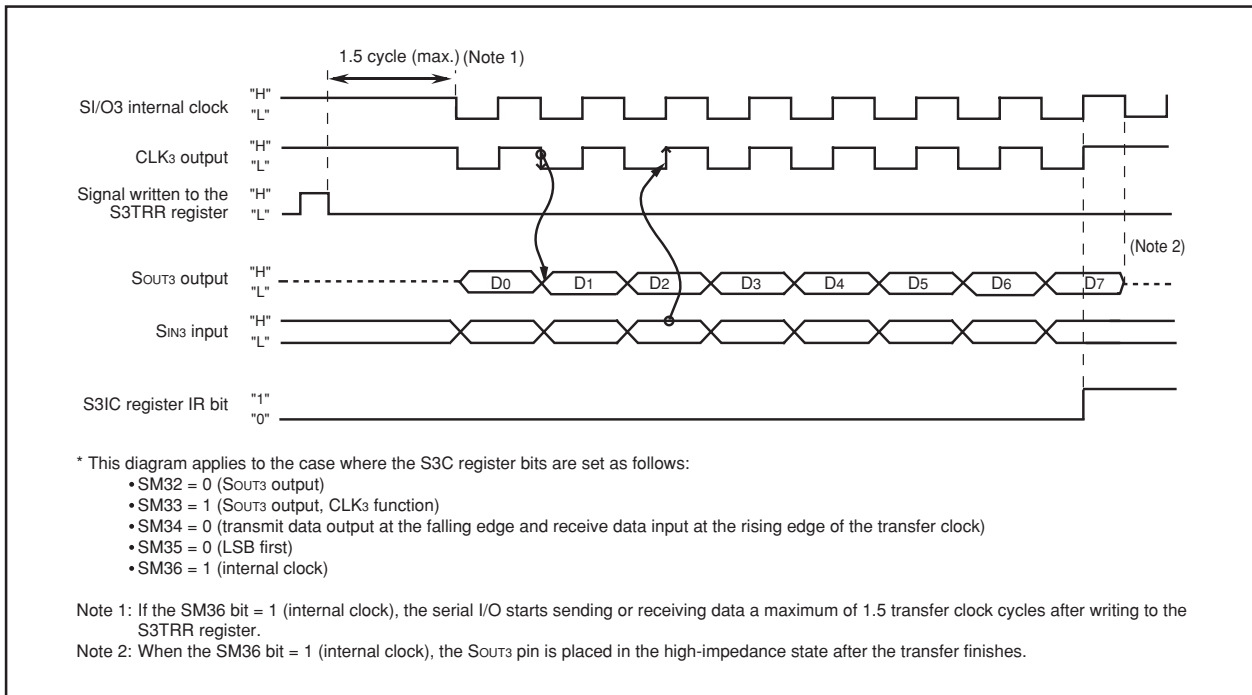 1.5 cycle (max.) (Note 1)
SI/O3 internal clock "H" "L"
CLK3 output "H" "L"
Signal written to the S3TRR register "H" "L"
(Note 2)
SOUT3 output "H" "L" D0 D1 D2 D3 D4 D5 D6 D7
SIN3 input "H" "L"
S3IC register IR bit "1" "0"
* This diagram applies to the case where the S3C register bits are set as follows:
• SM32 = 0 (SOUT3 output)
• SM33 = 1 (SOUT3 output, CLK3 function)
• SM34 = 0 (transmit data output at the falling edge and receive data input at the rising edge of the transfer clock)
• SM35 = 0 (LSB first)
• SM36 = 1 (internal clock)
Note 1: If the SM36 bit = 1 (internal clock), the serial I/O starts sending or receiving data a maximum of 1.5 transfer clock cycles after writing to the
S3TRR register.
Note 2: When the SM36 bit = 1 (internal clock), the SOUT3 pin is placed in the high-impedance state after the transfer finishes.